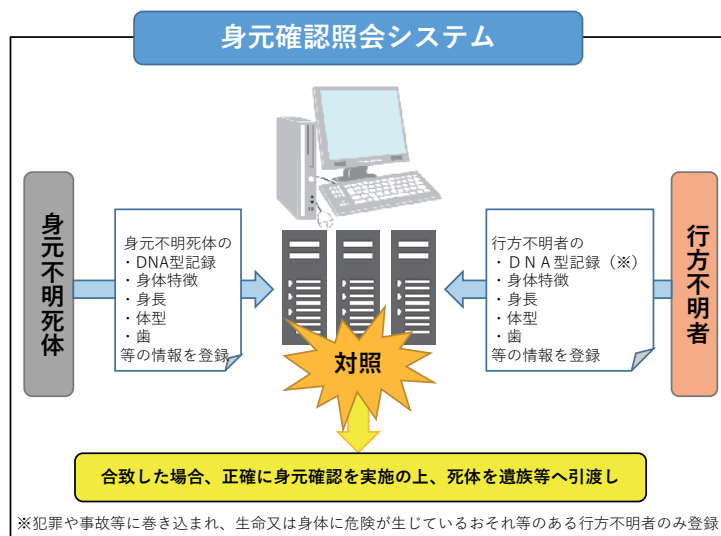 身元確認照会システム
身元不明死体
身元不明死体の
・DNA型記録
・身体特徴
・身長
・体型
・歯
等の情報を登録
行方不明者の
・ＤＮＡ型記録（※）
・身体特徴
・身長
・体型
・歯
等の情報を登録
行方不明者
対照
合致した場合、正確に身元確認を実施の上、死体を遺族等へ引渡し
※犯罪や事故等に巻き込まれ、生命又は身体に危険が生じているおそれ等のある行方不明者のみ登録